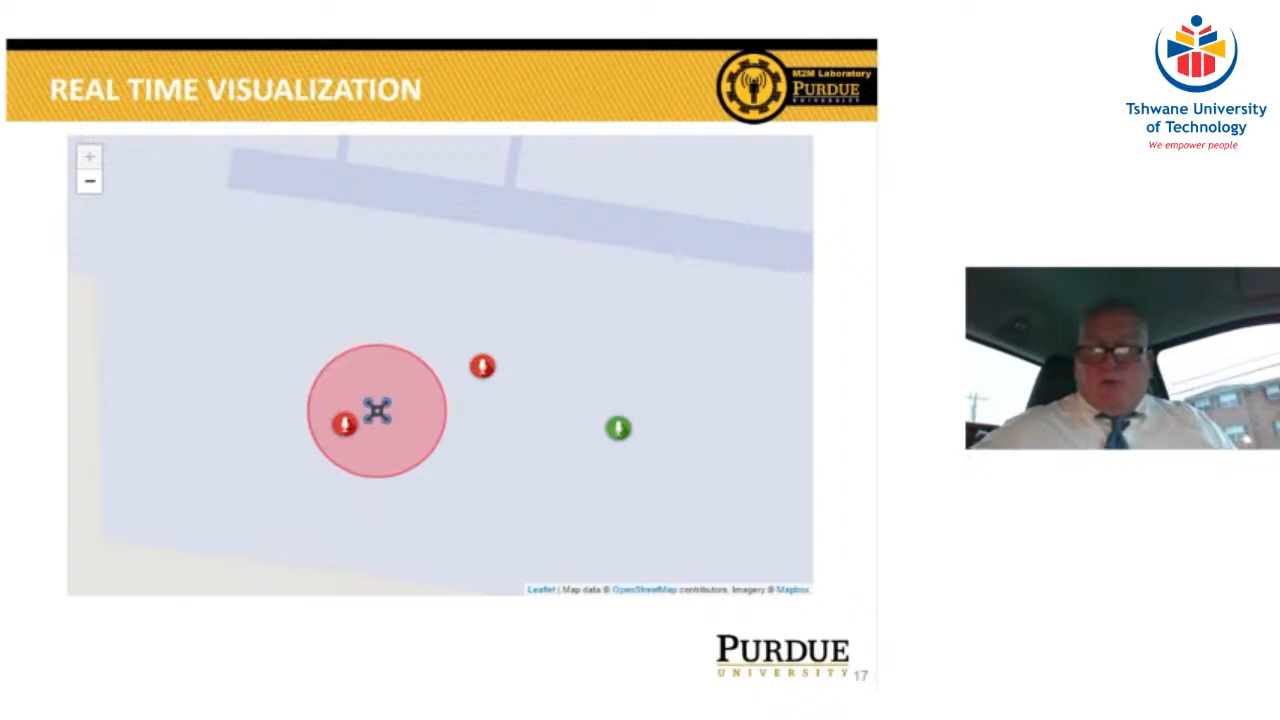 REAL TIME VISUALIZATION
M2M Laboratory
PURDUE
UNIVERSITY
Tshwane University
of Technology
We empower people
+
−
Leaflet | Map data © OpenStreetMap contributors, Imagery © Mapbox
PURDUE
UNIVERSITY
17